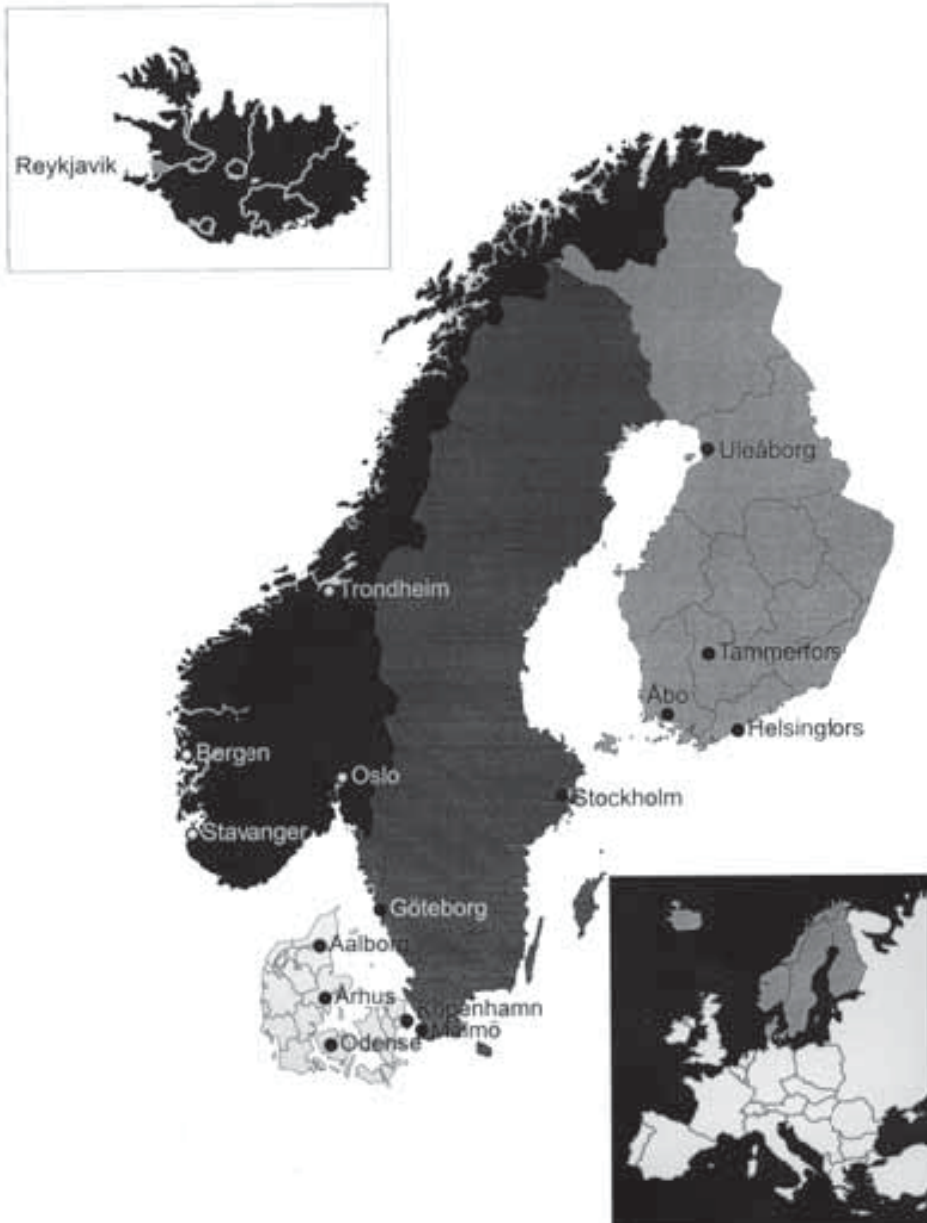 Reykjavik
Uleåborg
Trondheim
Tammerfors
Åbo
Helsingfors
Bergen
Oslo
Stockholm
Stavanger
Göteborg
Aalborg
Århus
Köpenhamn
Malmö
Odense